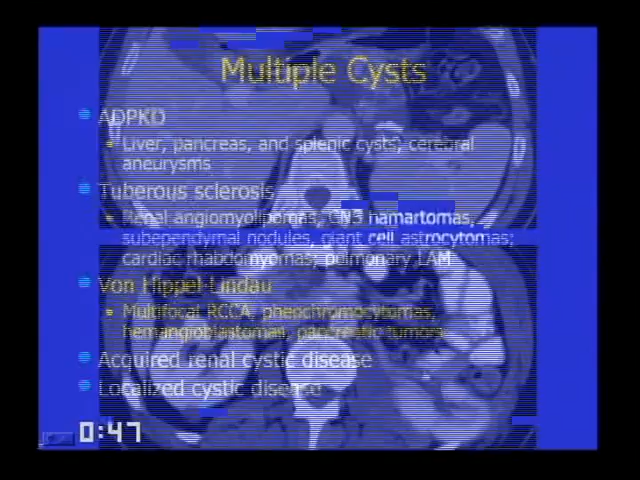 Multiple Cysts
ADPKD
Liver, pancreas, and splenic cysts; cerebral
aneurysms
Tuberous sclerosis
Renal angiomyolipomas, CNS hamartomas,
subependymal nodules, giant cell astrocytomas;
cardiac rhabdomyomas; pulmonary LAM
Von Hippel-Lindau
Multifocal RCCA, pheochromocytomas,
hemangioblastomas, pancreatic tumors
Acquired renal cystic disease
Localized cystic disease
0:47